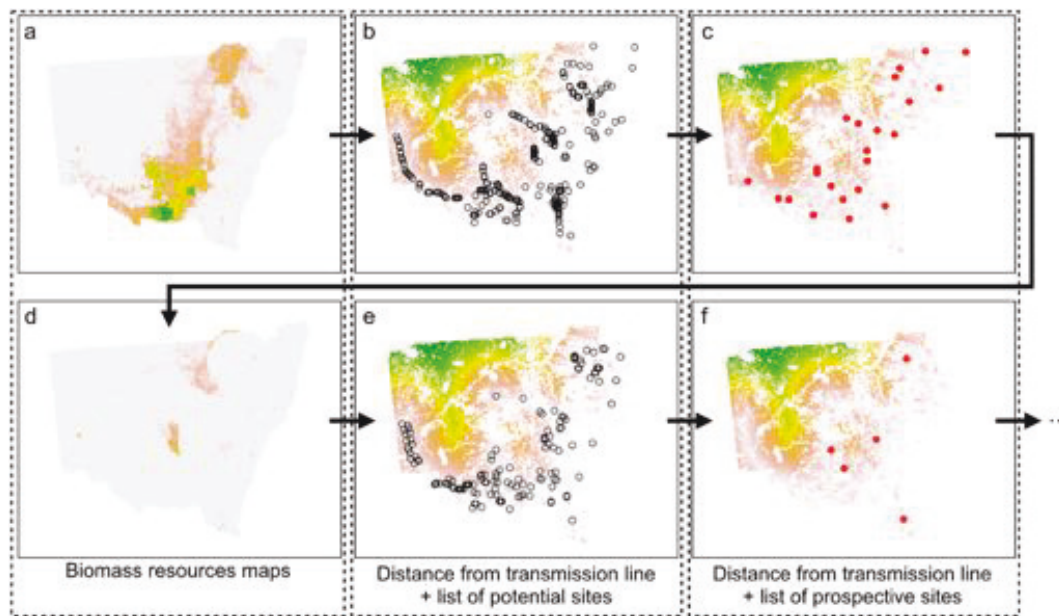 a
b
c
d
e
f
Biomass resources maps
Distance from transmission line
+ list of potential sites
Distance from transmission line
+ list of prospective sites